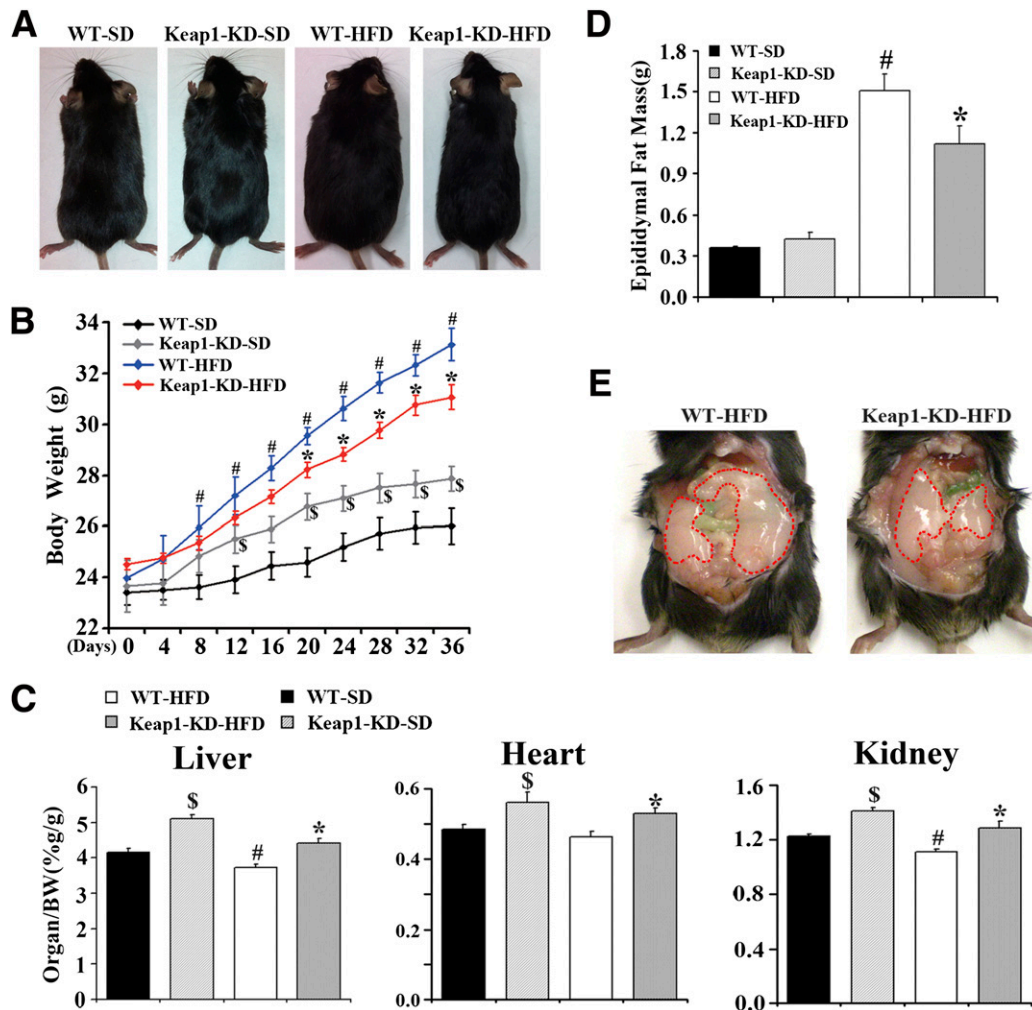 A
WT-SD Keap1-KD-SD WT-HFD Keap1-KD-HFD
B
WT-SD
Keap1-KD-SD
WT-HFD
Keap1-KD-HFD
Body Weight (g)
34
32
30
28
26
24
22
# # # # # # # #
* * * * *
$ $ $ $ $ $
(Days) 0 4 8 12 16 20 24 28 32 36
C
WT-HFD WT-SD
Keap1-KD-HFD Keap1-KD-SD
Liver
Organ/BW(%g/g)
6
5
4
3
2
1
0
$ # *
Heart
0.6
0.4
0.2
0.0
$ *
Kidney
1.6
1.2
0.8
0.4
0.0
$ # *
D
WT-SD
Keap1-KD-SD
WT-HFD
Keap1-KD-HFD
Epididymal Fat Mass(g)
1.8
1.5
1.2
0.9
0.6
0.3
0.0
# *
E
WT-HFD Keap1-KD-HFD